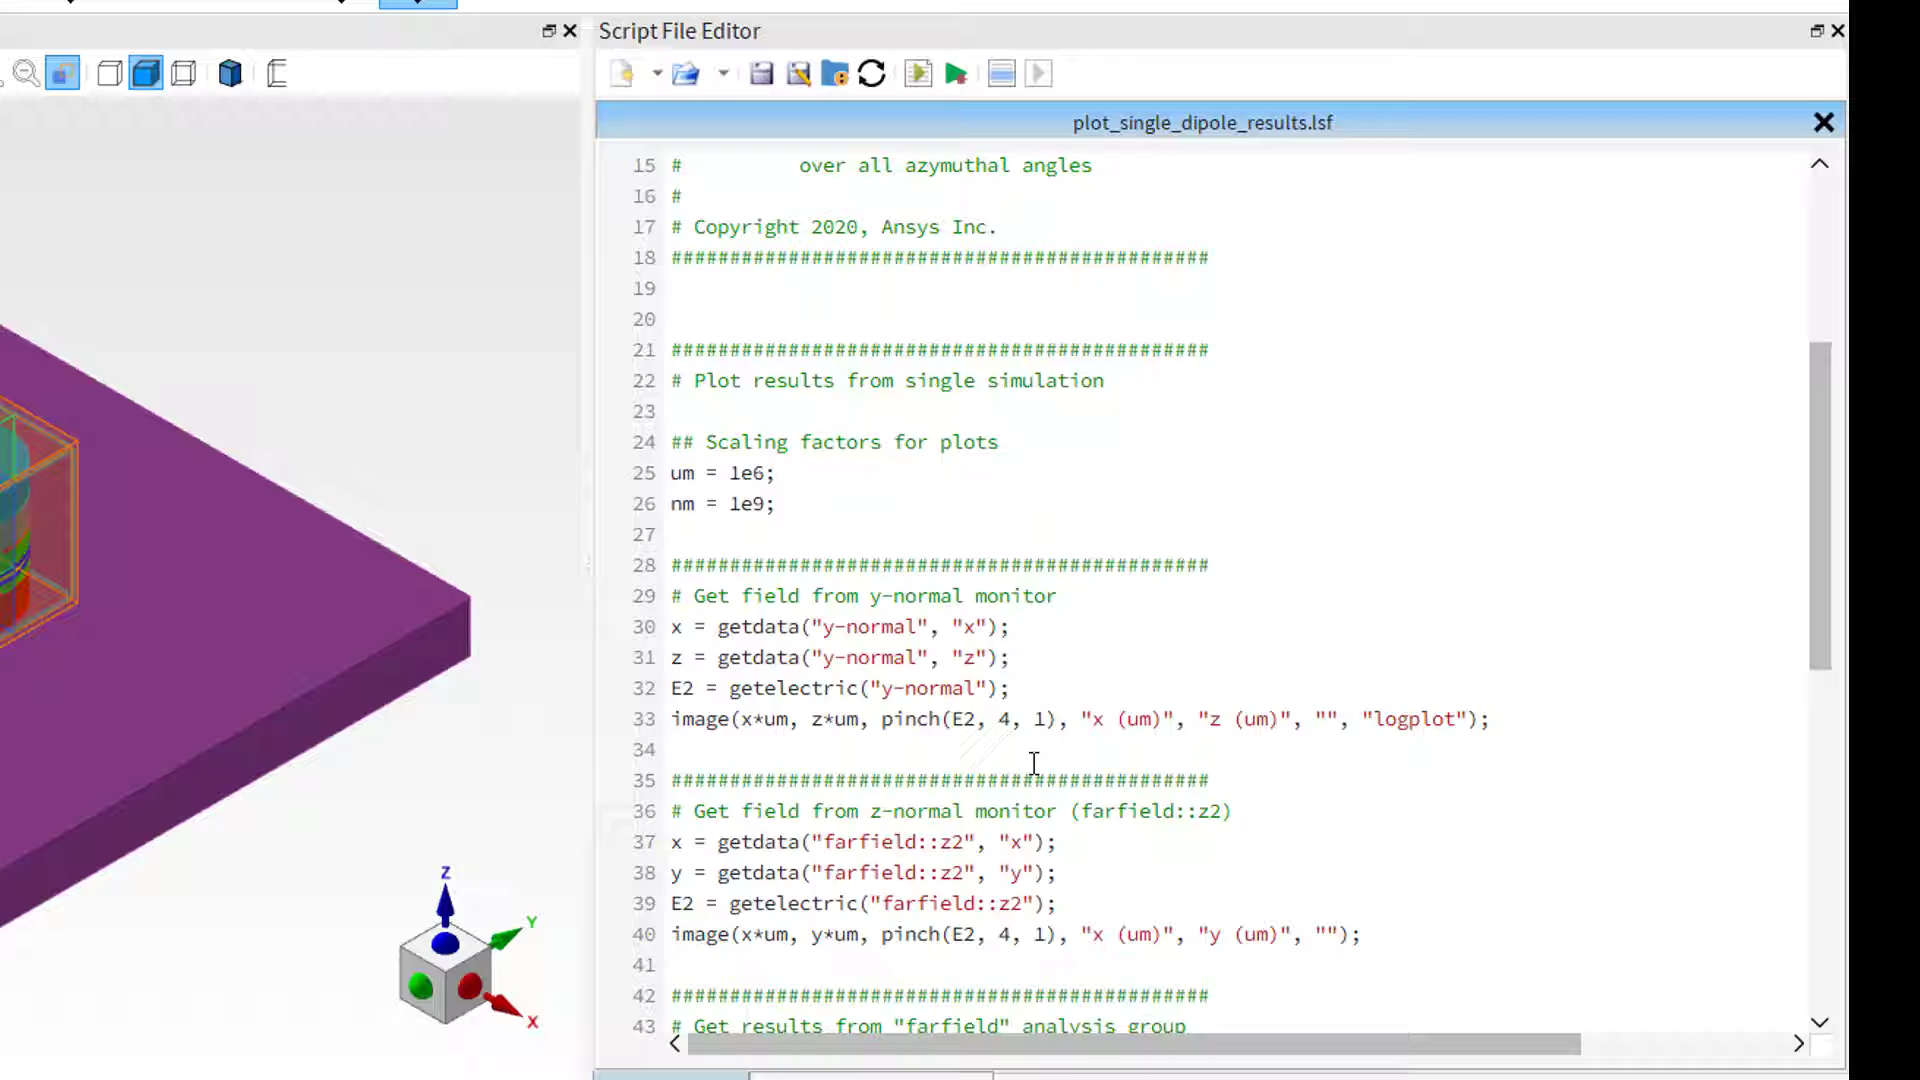 Script File Editor
plot_single_dipole_results.lsf
15 #          over all azymuthal angles
16 #
17 # Copyright 2020, Ansys Inc.
18 ##############################################
19
20
21 ##############################################
22 # Plot results from single simulation
23
24 ## Scaling factors for plots
25 um = 1e6;
26 nm = 1e9;
27
28 ##############################################
29 # Get field from y-normal monitor
30 x = getdata("y-normal", "x");
31 z = getdata("y-normal", "z");
32 E2 = getelectric("y-normal");
33 image(x*um, z*um, pinch(E2, 4, 1), "x (um)", "z (um)", "", "logplot");
34
35 ##############################################
36 # Get field from z-normal monitor (farfield::z2)
37 x = getdata("farfield::z2", "x");
38 y = getdata("farfield::z2", "y");
39 E2 = getelectric("farfield::z2");
40 image(x*um, y*um, pinch(E2, 4, 1), "x (um)", "y (um)", "");
41
42 ##############################################
43 # Get results from "farfield" analysis group
Z
Y
X